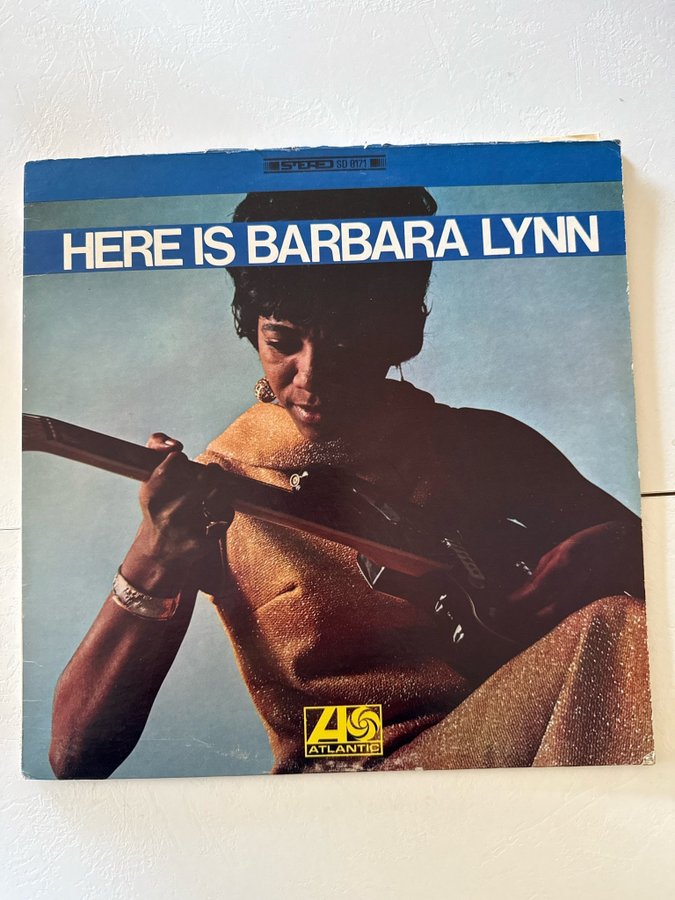 STEREO SD 8171
HERE IS BARBARA LYNN
ATLANTIC